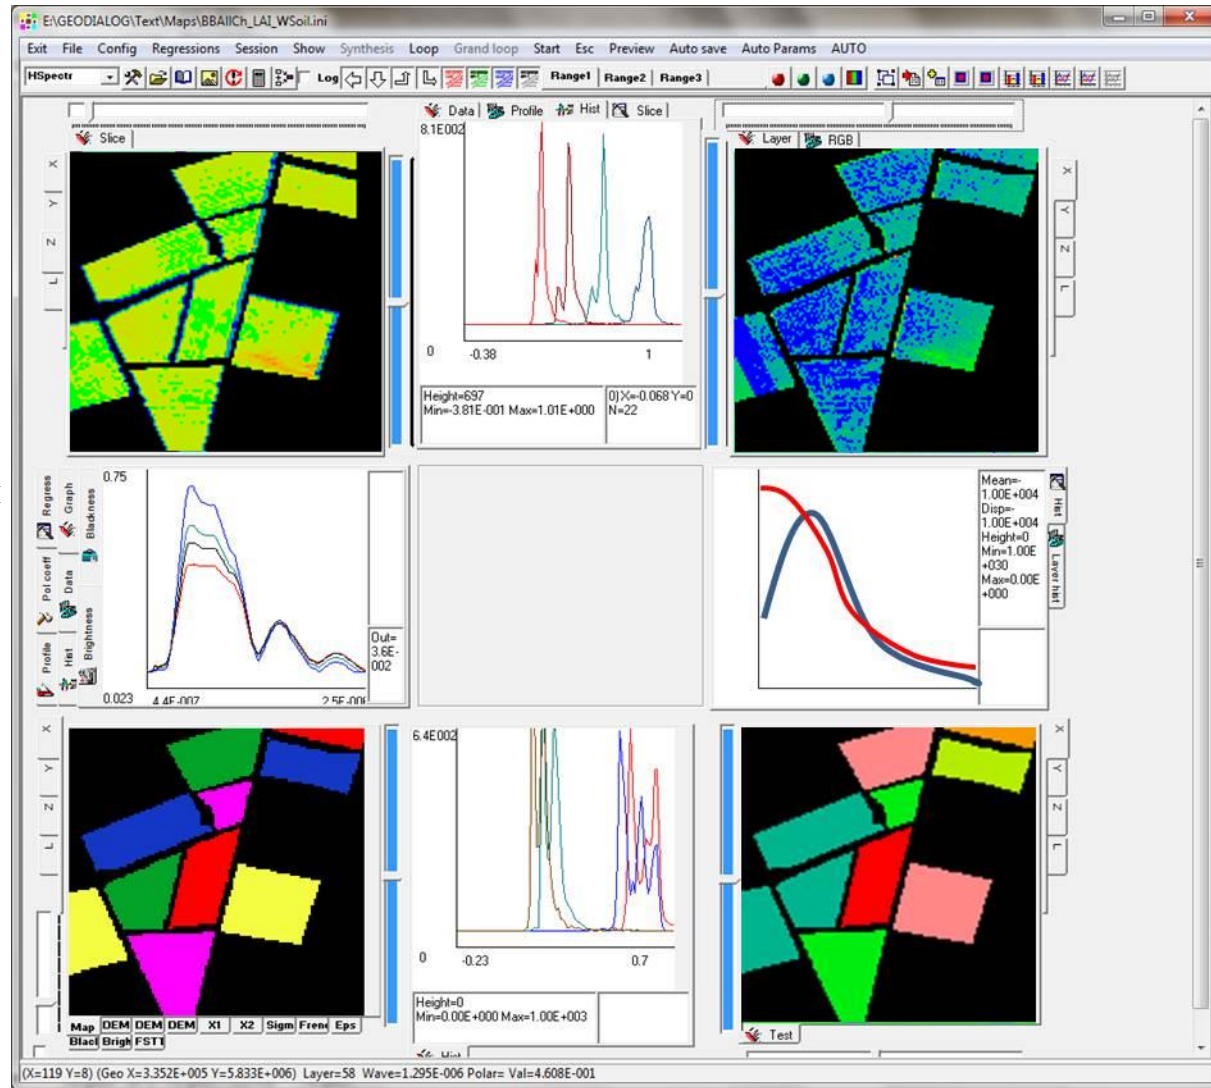 E:\GEODIALOG\Text\Maps\BBAllCh_LAI_WSoil.ini
Exit File Config Regressions Session Show Synthesis Loop Grand loop Start Esc Preview Auto save Auto Params AUTO
HSpectr Log Range1 Range2 Range3
Slice
Data Profile Hist Slice
Layer RGB
X
Y
Z
L
8.1E002
0 -0.38 1
Height=697
Min=-3.81E-001 Max=1.01E+000
0) X=-0.068 Y=0
N=22
X
Y
Z
L
Regress
Pol coeff
Profile
Graph
Data
Hist
Blackness
Brightness
0.75
0.023 4.4E-007
Out=
3.6E-
002
Mean=-
1.00E+004
Disp=-
1.00E+004
Height=0
Min=1.00E
+030
Max=0.00E
+000
Hist
Layer hist
X
Y
Z
L
6.4E002
0 -0.23 0.7
Height=0
Min=0.00E+000 Max=1.00E+003
X
Y
Z
L
Map DEM DEM DEM X1 X2 Sigm Eps
Brigh
Test
Hist
(X=119 Y=8) (Geo X=3.352E+005 Y=5.833E+006) Layer=58 Wave=1.295E-006 Polar= Val=4.608E-001